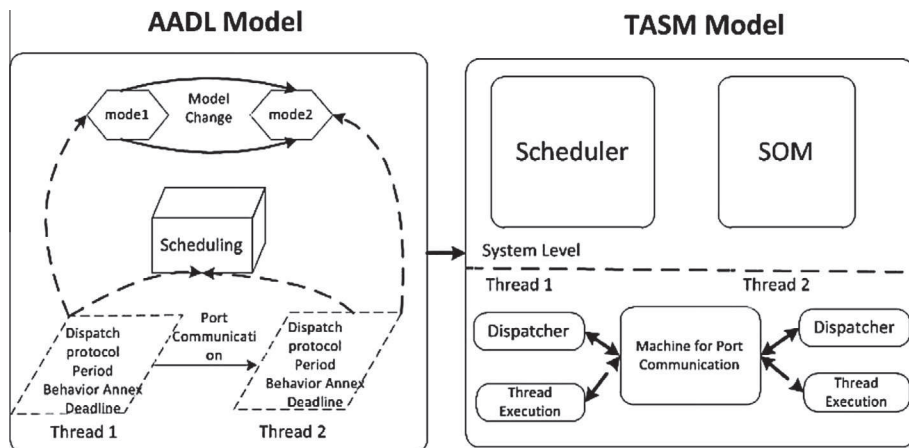 AADL Model
TASM Model
mode1
Model
Change
mode2
Scheduling
Port
Communicati
on
Dispatch
protocol
Period
Behavior Annex
Deadline
Thread 1
Dispatch
protocol
Period
Behavior Annex
Deadline
Thread 2
Scheduler
SOM
System Level
Thread 1
Thread 2
Dispatcher
Thread
Execution
Machine for Port
Communication
Dispatcher
Thread
Execution